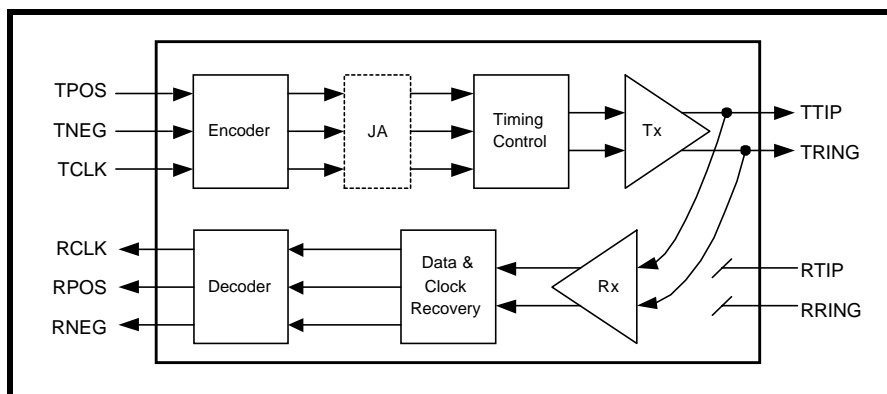 TPOS
TNEG
TCLK
Encoder
JA
Timing
Control
Tx
TTIP
TRING
RCLK
RPOS
RNEG
Decoder
Data &
Clock
Recovery
Rx
RTIP
RRING